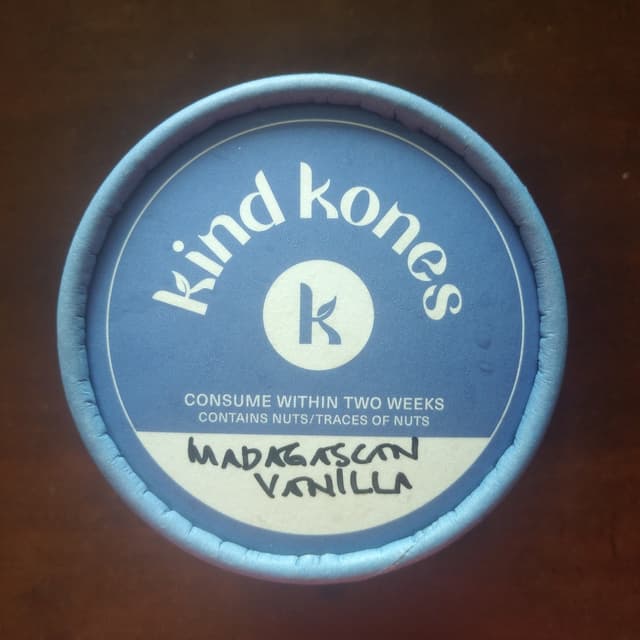 kind kones
k
CONSUME WITHIN TWO WEEKS
CONTAINS NUTS/TRACES OF NUTS
MADAGASCAN
VANILLA